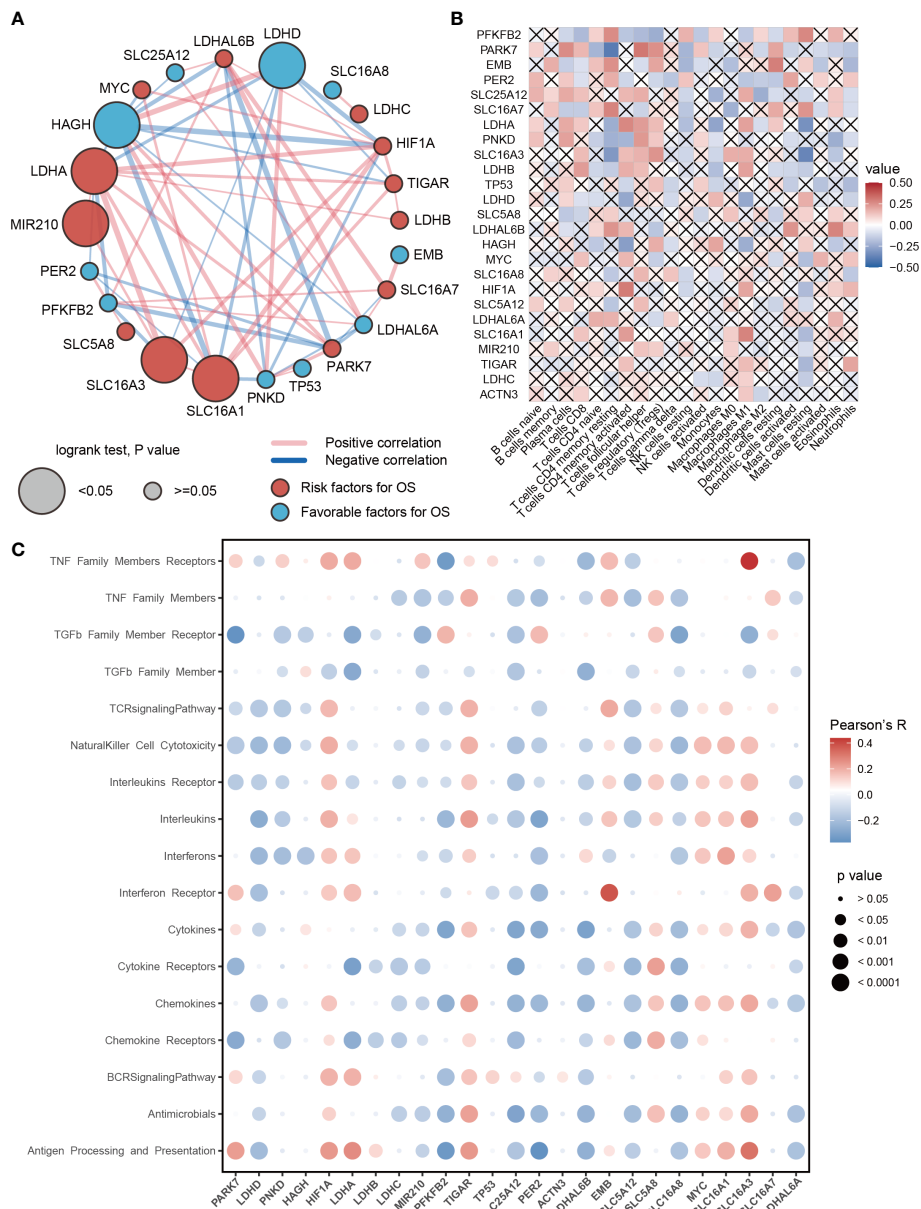 A
LDHD
LDHAL6B
SLC25A12
SLC16A8
MYC
LDHC
HAGH
HIF1A
LDHA
TIGAR
MIR210
LDHB
EMB
PER2
SLC16A7
PFKFB2
LDHAL6A
SLC5A8
PARK7
SLC16A3
TP53
SLC16A1
PNKD
logrank test, P value
<0.05
>=0.05
Positive correlation
Negative correlation
Risk factors for OS
Favorable factors for OS
B
PFKFB2
PARK7
EMB
PER2
SLC25A12
SLC16A7
LDHA
PNKD
SLC16A3
LDHB
TP53
LDHD
SLC5A8
LDHAL6B
HAGH
MYC
SLC16A8
HIF1A
SLC5A12
LDHAL6A
SLC16A1
MIR210
TIGAR
LDHC
ACTN3
B cells naive
B cells memory
Plasma cells
T cells CD8
T cells CD4 naive
T cells CD4 memory resting
T cells CD4 memory activated
T cells follicular helper
T cells regulatory (Tregs)
T cells gamma delta
NK cells resting
NK cells activated
Monocytes
Macrophages M0
Macrophages M1
Macrophages M2
Dendritic cells resting
Dendritic cells activated
Mast cells resting
Mast cells activated
Eosinophils
Neutrophils
value
0.50
0.25
0.00
−0.25
−0.50
C
TNF Family Members Receptors
TNF Family Members
TGFb Family Member Receptor
TGFb Family Member
TCRsignalingPathway
NaturalKiller Cell Cytotoxicity
Interleukins Receptor
Interleukins
Interferons
Interferon Receptor
Cytokines
Cytokine Receptors
Chemokines
Chemokine Receptors
BCRSignalingPathway
Antimicrobials
Antigen Processing and Presentation
PARK7
LDHD
PNKD
HAGH
HIF1A
LDHA
LDHB
LDHC
MIR210
PFKFB2
TIGAR
TP53
C25A12
PER2
ACTN3
DHAL6B
EMB
SLC5A12
SLC5A8
SLC16A8
MYC
SLC16A1
SLC16A3
SLC16A7
DHAL6A
Pearson's R
0.4
0.2
0.0
−0.2
p value
> 0.05
< 0.05
< 0.01
< 0.001
< 0.0001